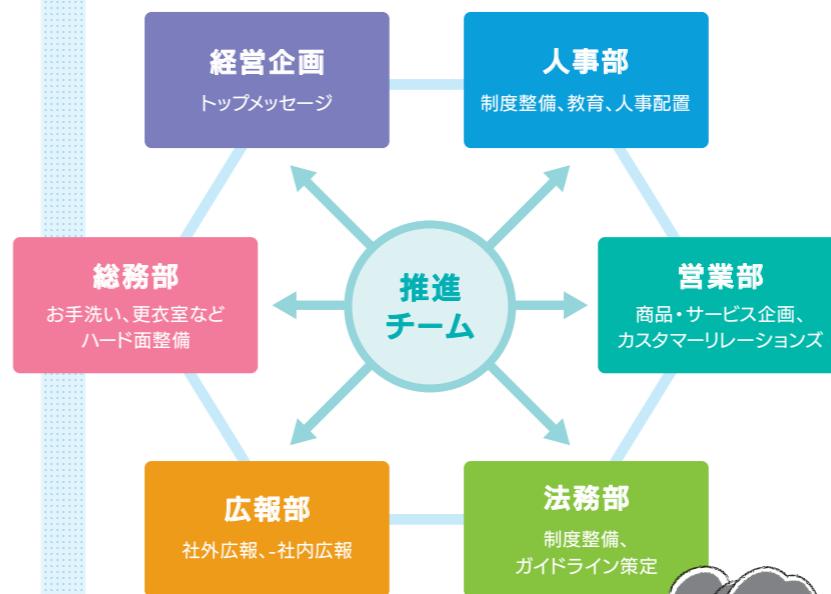 経営企画
トップメッセージ
人事部
制度整備、教育、人事配置
総務部
お手洗い、更衣室など
ハード面整備
推進
チーム
営業部
商品・サービス企画、
カスタマーリレーションズ
広報部
社外広報、-社内広報
法務部
制度整備、
ガイドライン策定